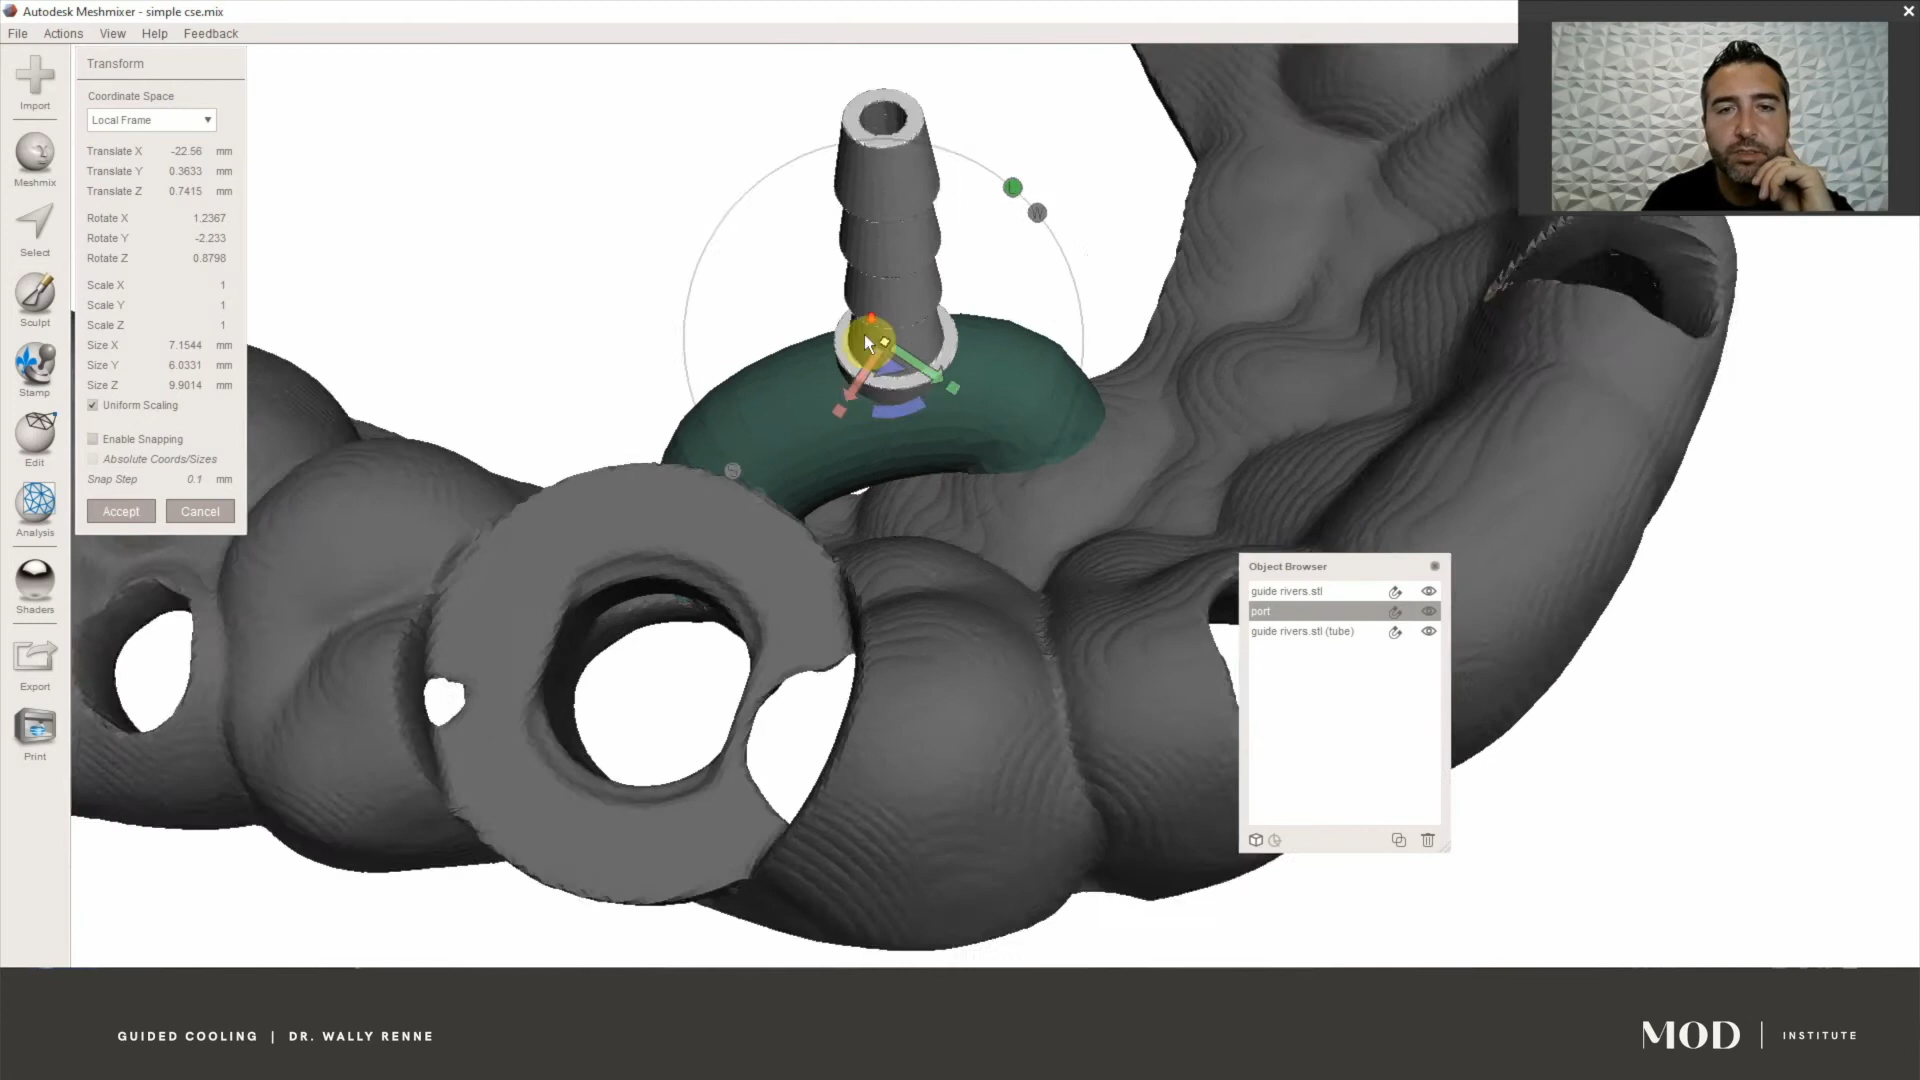 Autodesk Meshmixer - simple cse.mix
File Actions View Help Feedback
Import
Meshmix
Select
Sculpt
Stamp
Edit
Analysis
Shaders
Export
Print
Transform
Coordinate Space
Local Frame
Translate X -22.56 mm
Translate Y 0.3633 mm
Translate Z 0.7415 mm
Rotate X 1.2367
Rotate Y -2.233
Rotate Z 0.8798
Scale X 1
Scale Y 1
Scale Z 1
Size X 7.1544 mm
Size Y 6.0331 mm
Size Z 9.9014 mm
Uniform Scaling
Enable Snapping
Absolute Coords/Sizes
Snap Step 0.1 mm
Accept Cancel
W
Object Browser
guide rivers.stl
port
guide rivers.stl (tube)
GUIDED COOLING | DR. WALLY RENNE
MOD | INSTITUTE